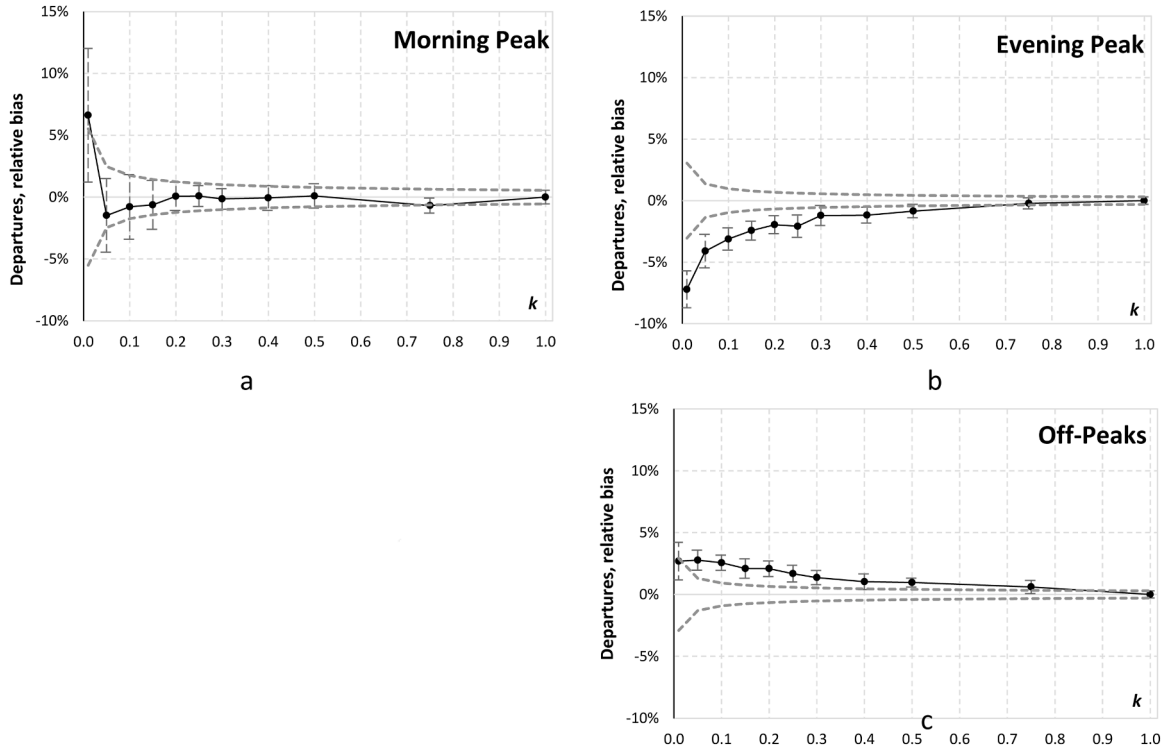 Morning Peak
Departures, relative bias
15%
10%
5%
0%
-5%
-10%
k
0.0 0.1 0.2 0.3 0.4 0.5 0.6 0.7 0.8 0.9 1.0
a
Evening Peak
Departures, relative bias
15%
10%
5%
0%
-5%
-10%
k
0.0 0.1 0.2 0.3 0.4 0.5 0.6 0.7 0.8 0.9 1.0
b
Off-Peaks
Departures, relative bias
15%
10%
5%
0%
-5%
-10%
k
c
0.0 0.1 0.2 0.3 0.4 0.5 0.6 0.7 0.8 0.9 1.0